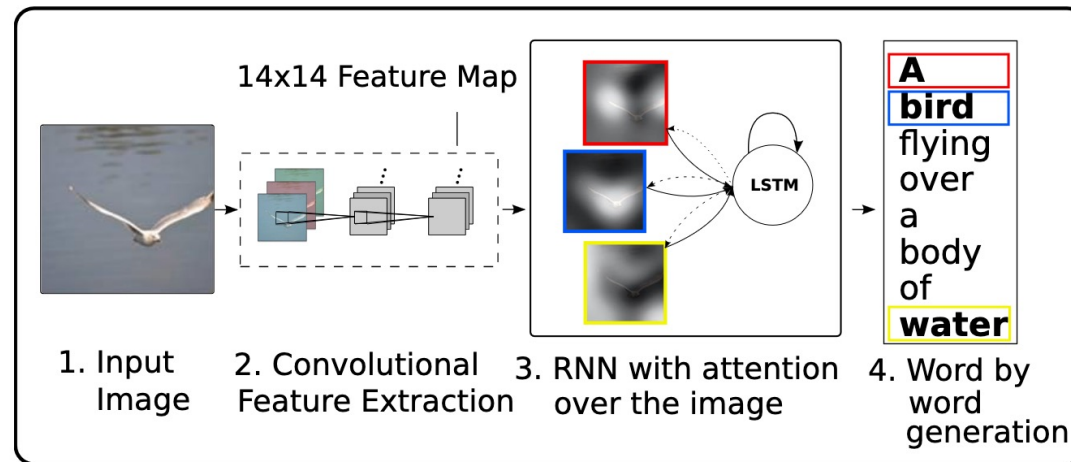 14x14 Feature Map
LSTM
A
bird
flying
over
a
body
of
water
1. Input
Image
2. Convolutional
Feature Extraction
3. RNN with attention
over the image
4. Word by
word
generation